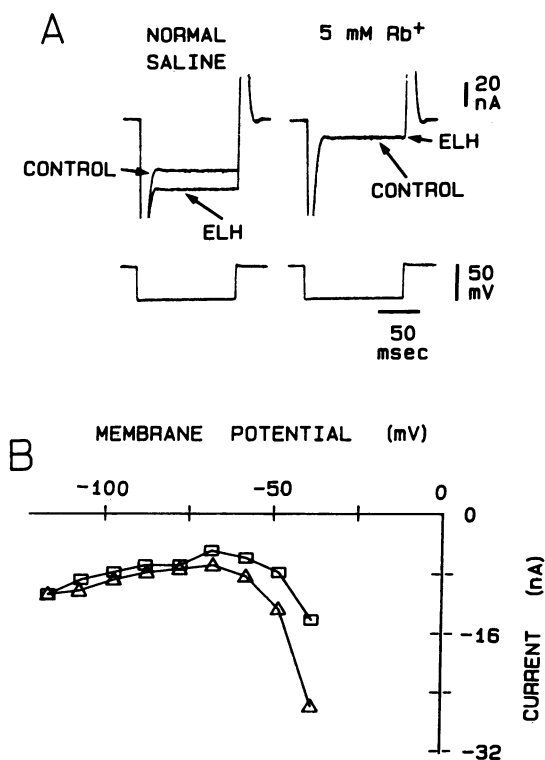 A
NORMAL
SALINE
5 mM Rb+
20
nA
CONTROL
ELH
ELH
CONTROL
50
mV
50
msec
B
MEMBRANE POTENTIAL (mV)
-100
-50
0
0
-16
-32
CURRENT (nA)